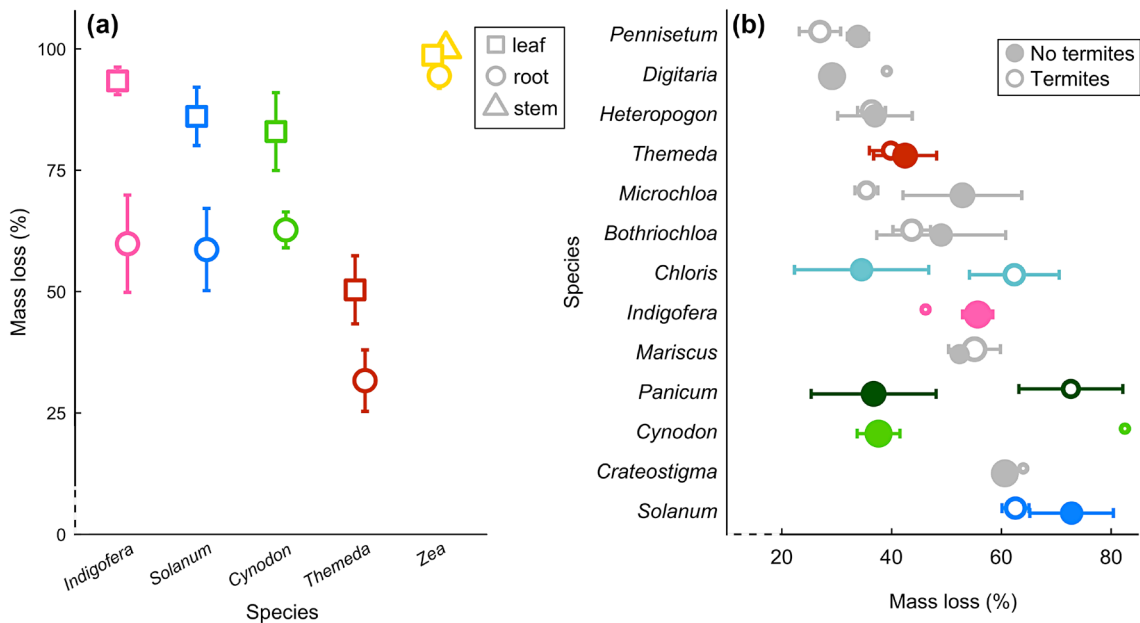 (a)
100
75
50
25
0
Mass loss (%)
leaf
root
stem
Indigofera
Solanum
Cynodon
Themeda
Zea
Species
(b)
No termites
Termites
Species
Pennisetum
Digitaria
Heteropogon
Themeda
Microchloa
Bothriochloa
Chloris
Indigofera
Mariscus
Panicum
Cynodon
Crateostigma
Solanum
20 40 60 80
Mass loss (%)